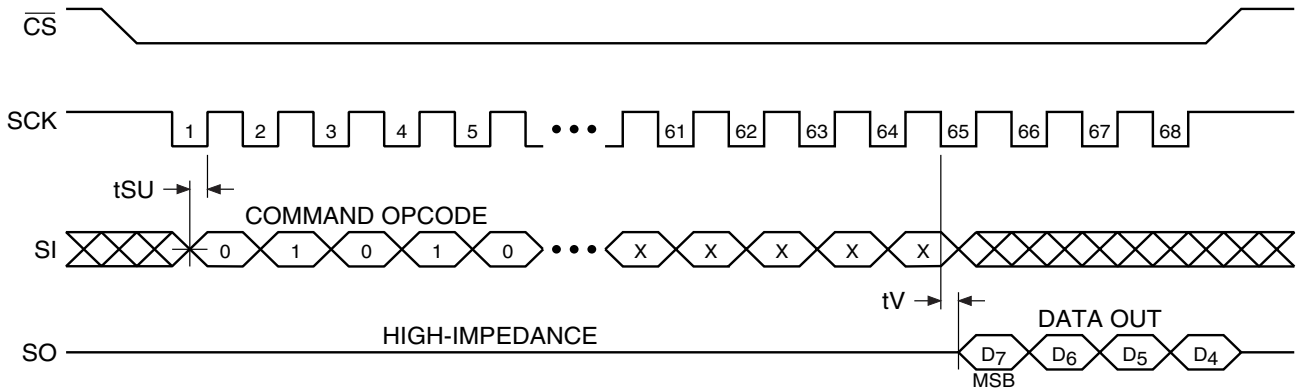 CS
SCK 1 2 3 4 5 ••• 61 62 63 64 65 66 67 68
tSU
COMMAND OPCODE
SI 0 1 0 1 0 ••• X X X X X
tV
HIGH-IMPEDANCE DATA OUT
SO D7 D6 D5 D4
MSB